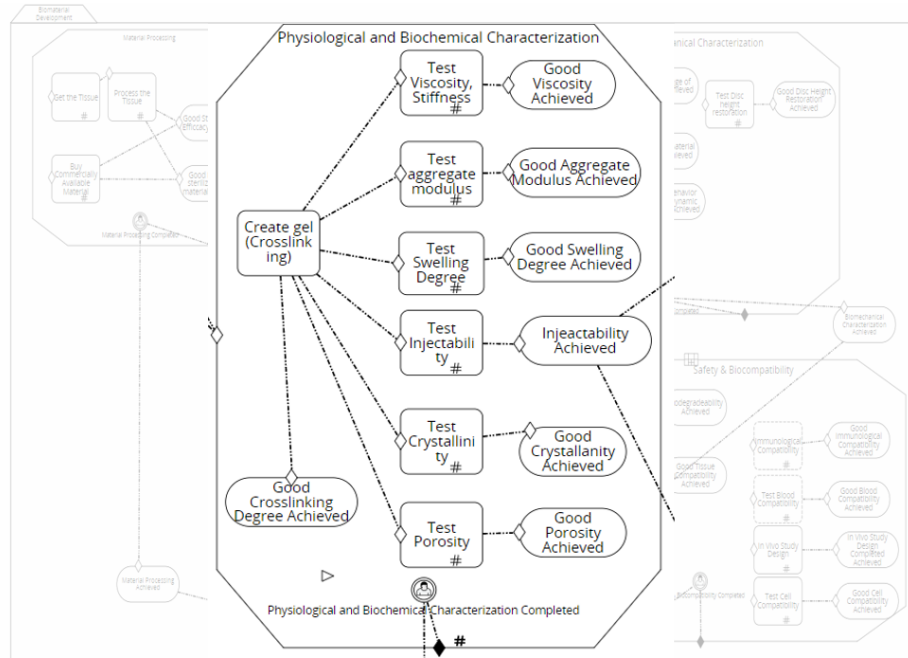 Biomaterial
Development
Material Processing
Get the Tissue
Process the
Tissue
#
#
Buy
Commercially
Available
Material
Material Processing Completed
Material Processing
Achieved
Physiological and Biochemical Characterization
Test
Viscosity,
Stiffness
#
Good
Viscosity
Achieved
Test
aggregate
modulus
#
Good Aggregate
Modulus Achieved
Create gel
(Crosslink
ing)
Test
Swelling
Degree
#
Good Swelling
Degree Achieved
Test
Injectabili
ty
#
Injeactability
Achieved
Test
Crystallini
ty
#
Good
Crystallanity
Achieved
Good
Crosslinking
Degree Achieved
Test
Porosity
#
Good
Porosity
Achieved
Physiological and Biochemical Characterization Completed
#
anical Characterization
Test Disc
height
restoration
#
Good Disc Height
Restoration
Achieved
Biomechanical
Characterization
Achieved
Safety & Biocompatibility
odegradeability
Achieved
Immunological
Compatibility
#
Good
Immunological
Compatibility
Achieved
Good Tissue
Compatibility
Achieved
Test Blood
Compatibility
#
Good Blood
Compatibility
Achieved
In Vivo Study
Design
#
In Vivo Study
Design
Completed
Achieved
Test Cell
Compatibility
#
Good Cell
Compatibility
Achieved